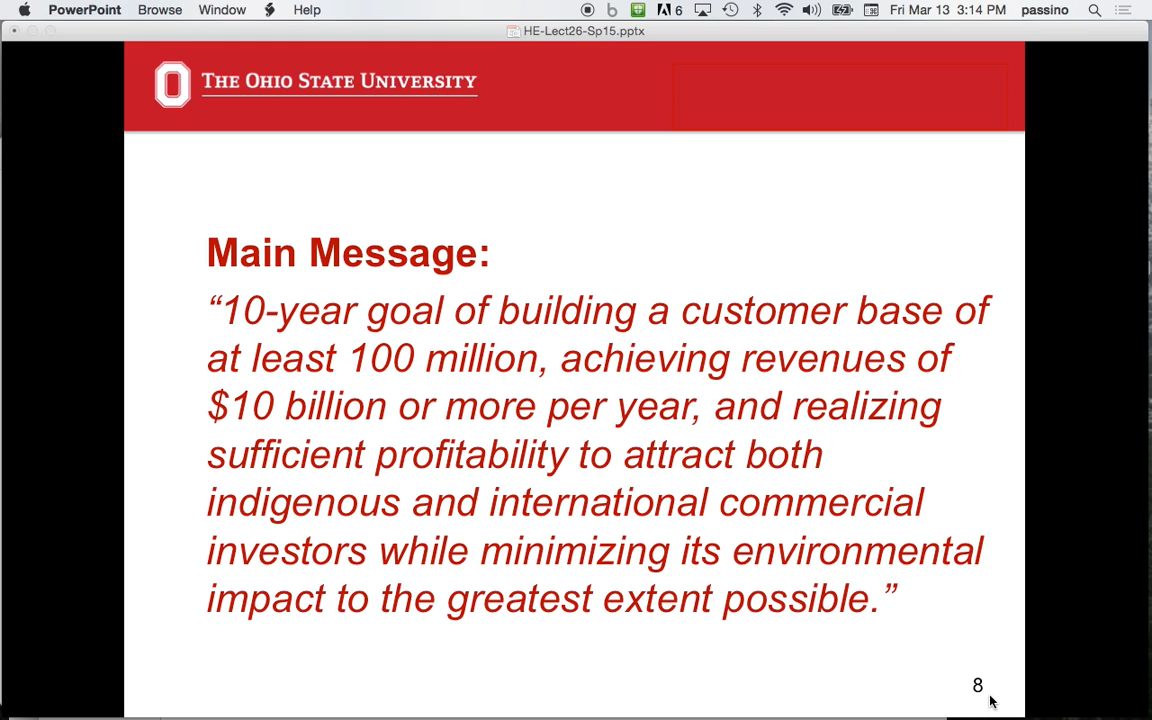 PowerPoint Browse Window Help 6 Fri Mar 13 3:14 PM passino
HE-Lect26-Sp15.pptx
THE OHIO STATE UNIVERSITY
Main Message:
“10-year goal of building a customer base of
at least 100 million, achieving revenues of
$10 billion or more per year, and realizing
sufficient profitability to attract both
indigenous and international commercial
investors while minimizing its environmental
impact to the greatest extent possible.”
8